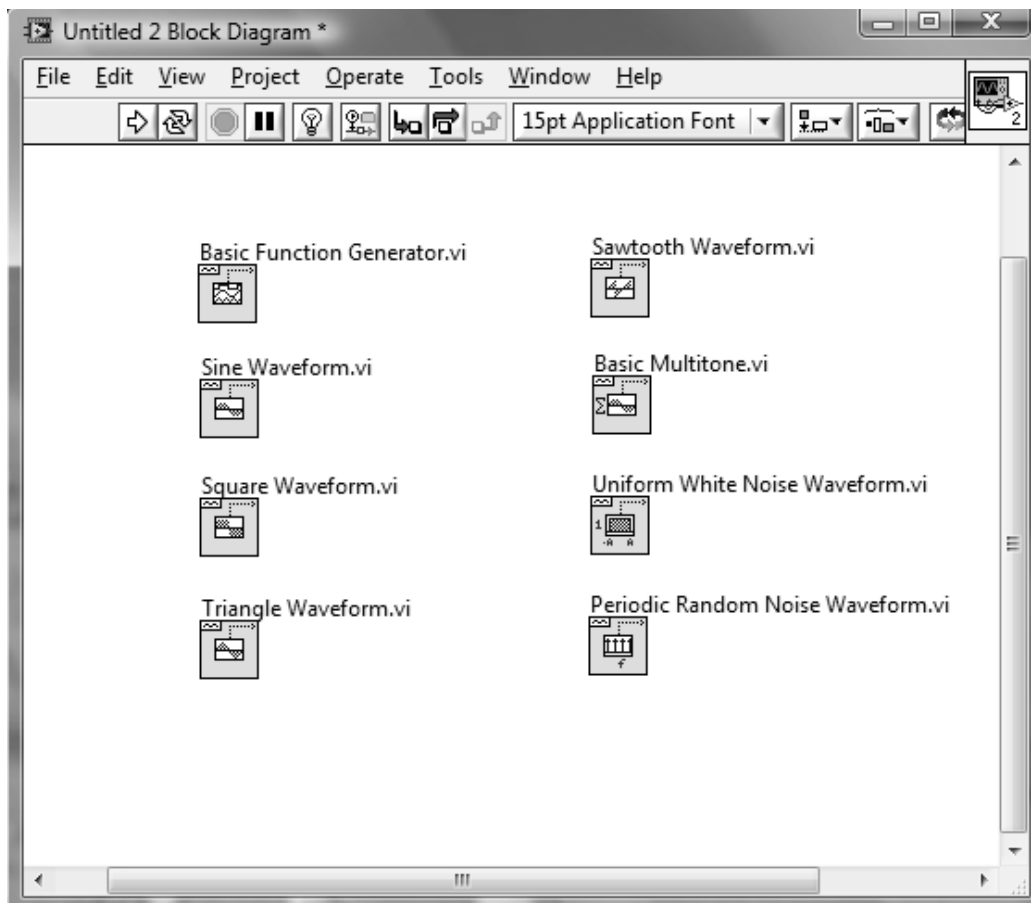 Untitled 2 Block Diagram *
X
File Edit View Project Operate Tools Window Help
15pt Application Font
2
Basic Function Generator.vi
Sawtooth Waveform.vi
Sine Waveform.vi
Basic Multitone.vi
Σ
Square Waveform.vi
Uniform White Noise Waveform.vi
1
-A A
Triangle Waveform.vi
Periodic Random Noise Waveform.vi
f